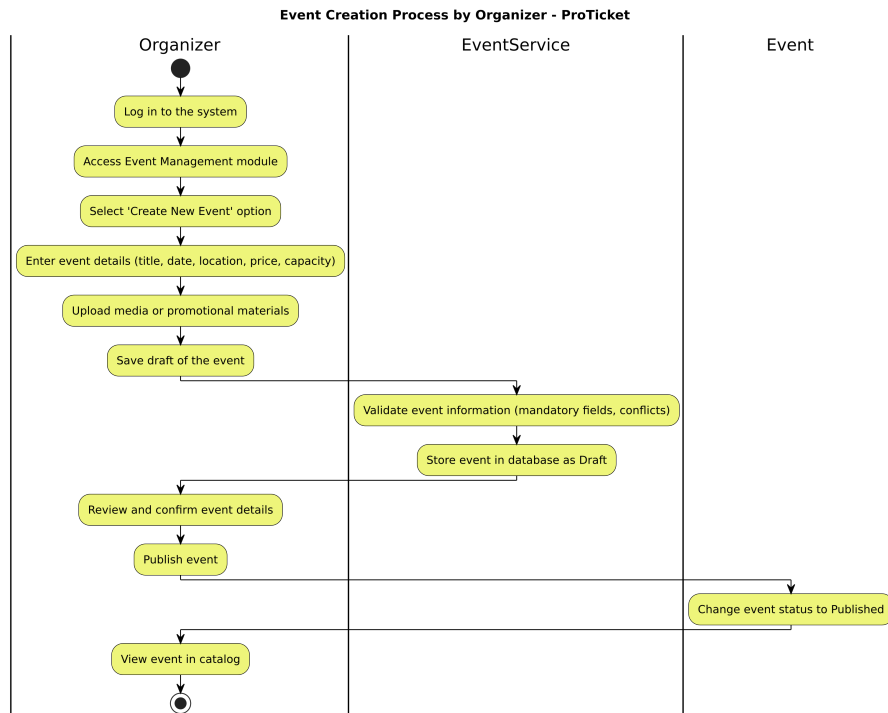 Event Creation Process by Organizer - ProTicket
Organizer
EventService
Event
Log in to the system
Access Event Management module
Select 'Create New Event' option
Enter event details (title, date, location, price, capacity)
Upload media or promotional materials
Save draft of the event
Validate event information (mandatory fields, conflicts)
Store event in database as Draft
Review and confirm event details
Publish event
Change event status to Published
View event in catalog